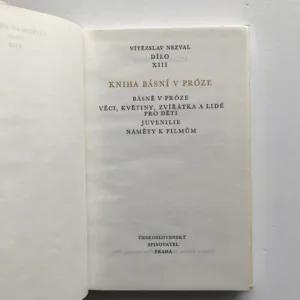 VÍTĚZSLAV NEZVAL
DÍLO
XIII
KNIHA BÁSNÍ V PRÓZE
BÁSNĚ V PRÓZE
VĚCI, KVĚTINY, ZVÍŘÁTKA A LIDÉ
PRO DĚTI
JUVENILIE
NÁMĚTY K FILMŮM
ČESKOSLOVENSKÝ
SPISOVATEL
PRAHA